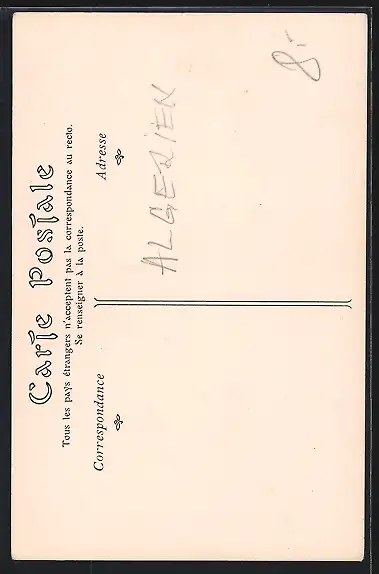 Carte Postale
Tous les pays étrangers n'acceptent pas la correspondance au recto.
Se renseigner à la poste.
Correspondance
Adresse
ALGERIEN
8.-